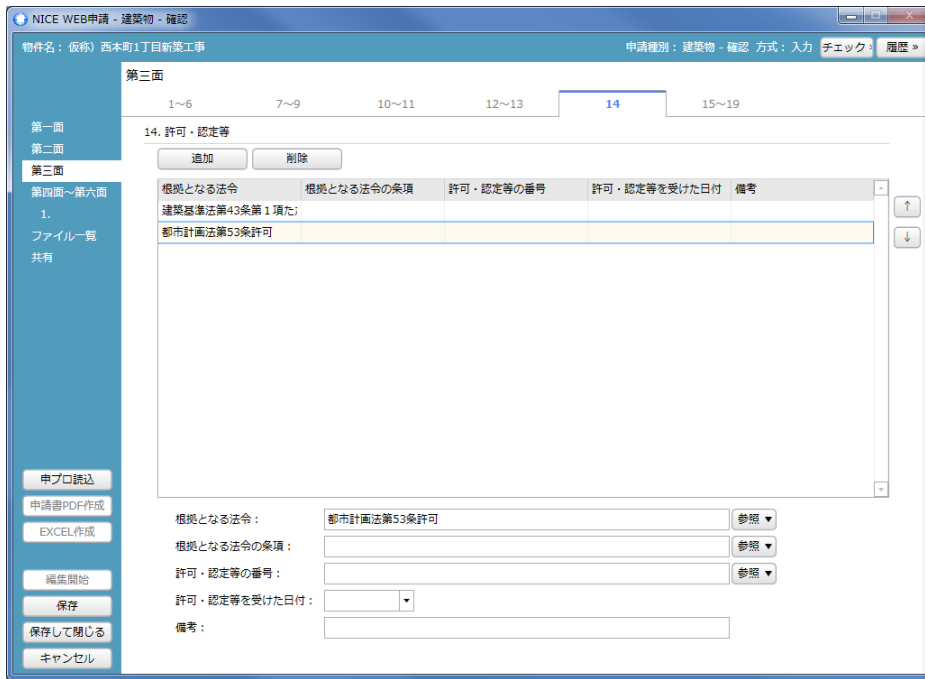 NICE WEB申請 - 建築物 - 確認
物件名： 仮称）西本町1丁目新築工事
申請種別： 建築物 - 確認 方式： 入力
チェック »
履歴 »
第三面
1～6 7～9 10～11 12～13 14 15～19
第一面
第二面
第三面
第四面～第六面
1.
ファイル一覧
共有
14. 許可・認定等
追加 削除
根拠となる法令 根拠となる法令の条項 許可・認定等の番号 許可・認定等を受けた日付 備考
建築基準法第43条第１項た
都市計画法第53条許可
↑
↓
申プロ読込
申請書PDF作成
EXCEL作成
編集開始
保存
保存して閉じる
キャンセル
根拠となる法令： 都市計画法第53条許可 参照 ▼
根拠となる法令の条項： 参照 ▼
許可・認定等の番号： 参照 ▼
許可・認定等を受けた日付：
備考：